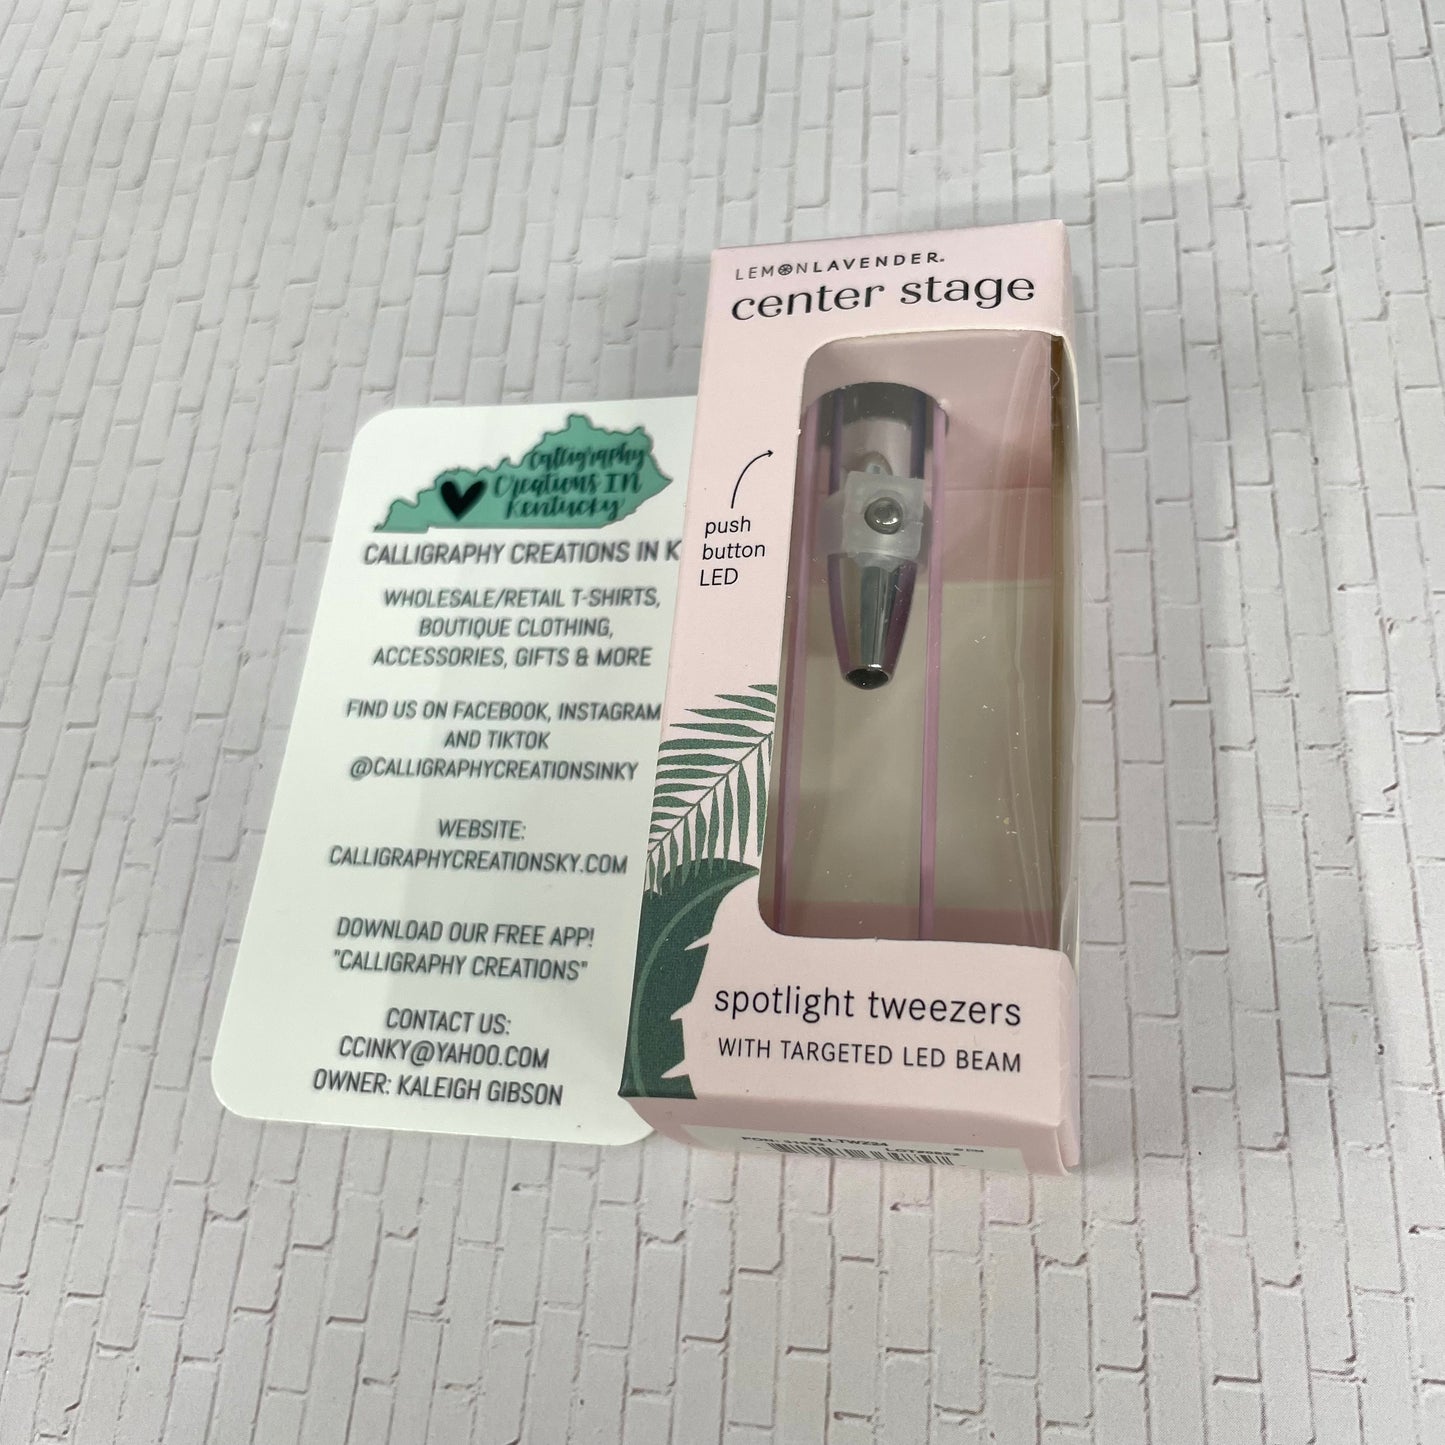 Calligraphy
Creations IN
Kentucky
CALLIGRAPHY CREATIONS IN K
WHOLESALE/RETAIL T-SHIRTS,
BOUTIQUE CLOTHING,
ACCESSORIES, GIFTS & MORE
FIND US ON FACEBOOK, INSTAGRAM
AND TIKTOK
@CALLIGRAPHYCREATIONSINKY
WEBSITE:
CALLIGRAPHYCREATIONSKY.COM
DOWNLOAD OUR FREE APP!
"CALLIGRAPHY CREATIONS"
CONTACT US:
CCINKY@YAHOO.COM
OWNER: KALEIGH GIBSON
LEMONLAVENDER.
center stage
push
button
LED
spotlight tweezers
WITH TARGETED LED BEAM
#LLTWZ24